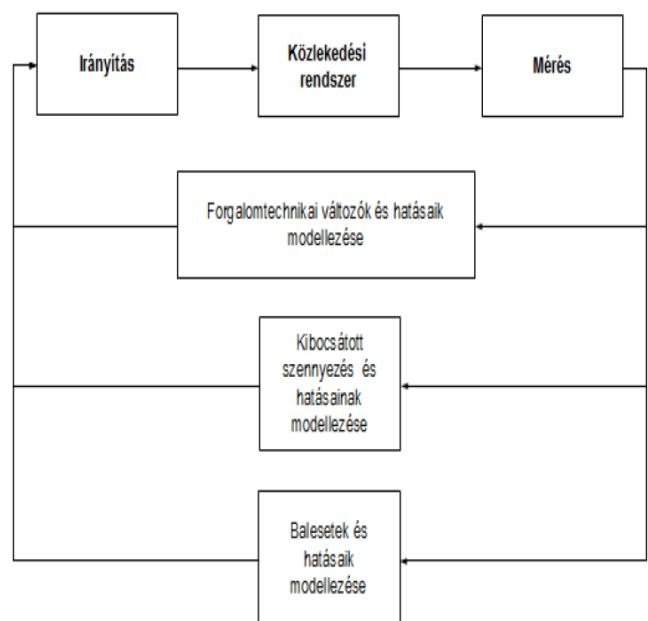 Irányítás
Közlekedési
rendszer
Mérés
Forgalomtechnikai változók és hatásaik
modellezése
Kibocsátott
szennyezés és
hatásainak
modellezése
Balesetek és
hatásaik
modellezése